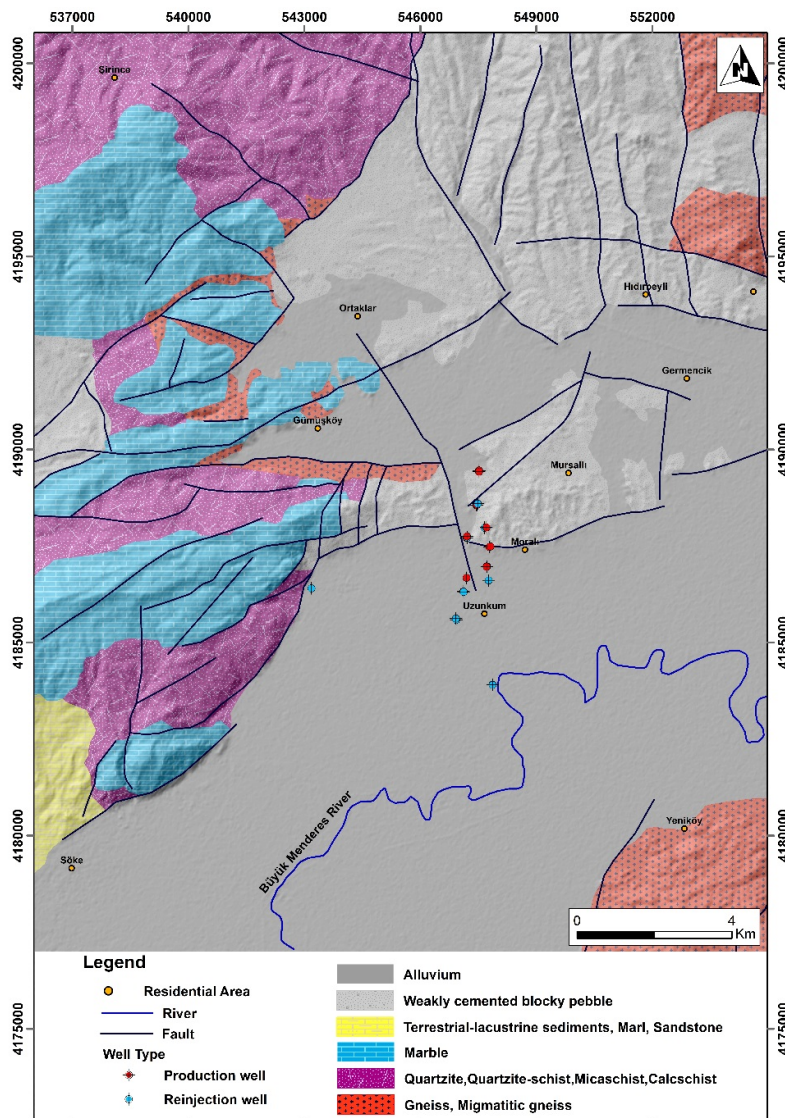 537000 540000 543000 546000 549000 552000
4200000 4200000
Şirince
N
4195000 4195000
Hıdırbeyli
Ortaklar
Germencik
Gümüşköy
4190000 4190000
Mursallı
Moralı
Uzunkum
4185000 4185000
Büyük Menderes River
Yeniköy
4180000 4180000
Söke
0 4
Km
Legend
Residential Area
River
Fault
Well Type
Production well
Reinjection well
Alluvium
Weakly cemented blocky pebble
Terrestrial-lacustrine sediments, Marl, Sandstone
Marble
Quartzite,Quartzite-schist,Micaschist,Calcschist
Gneiss, Migmatitic gneiss
4175000 4175000